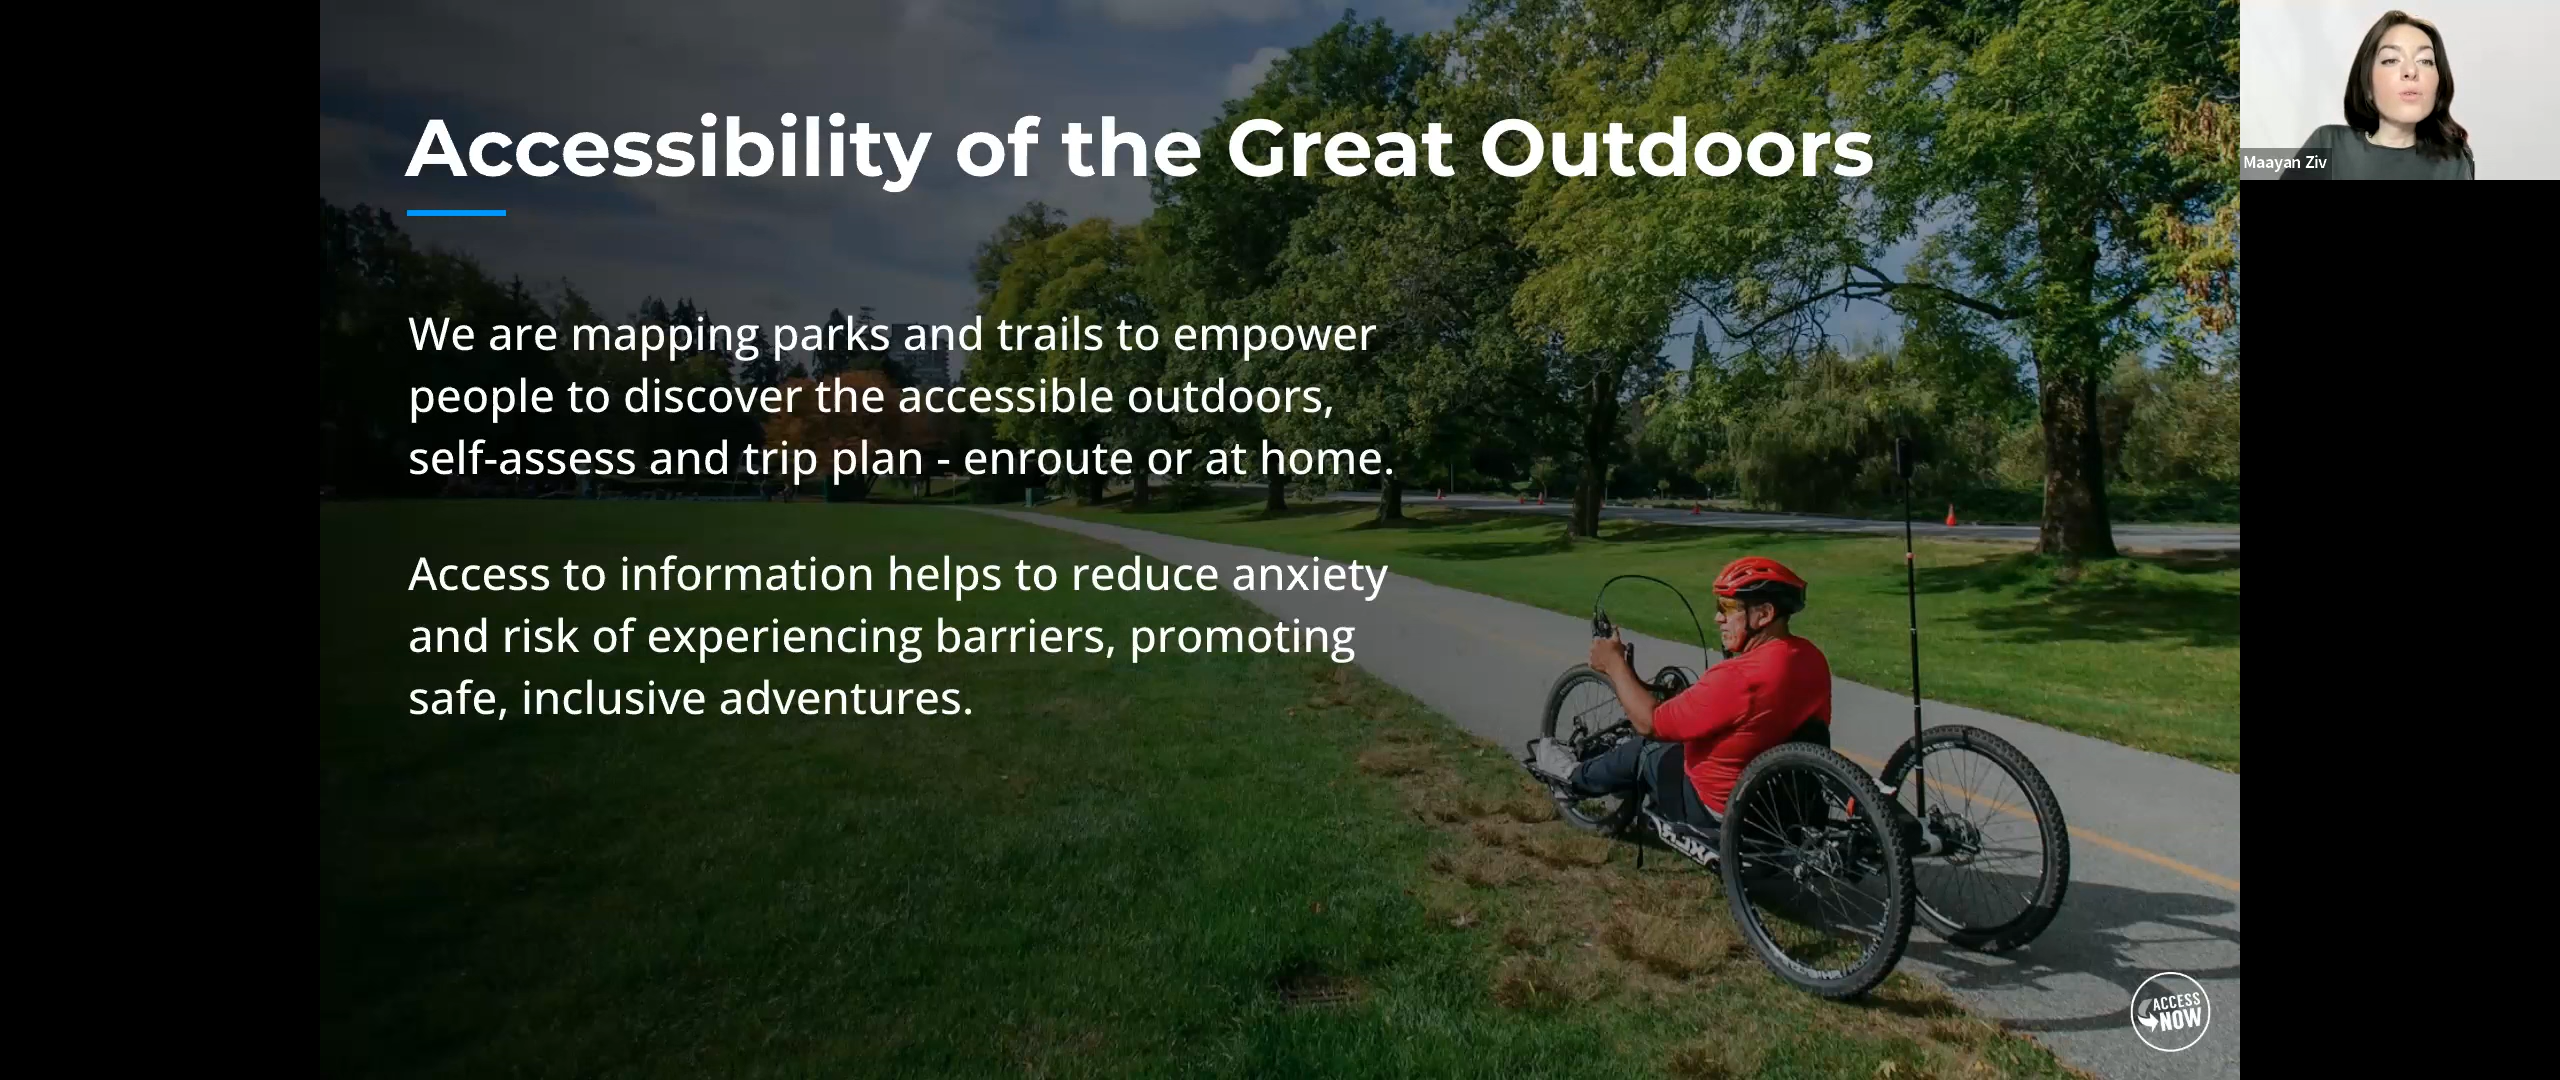 Accessibility of the Great Outdoors
We are mapping parks and trails to empower
people to discover the accessible outdoors,
self-assess and trip plan - enroute or at home.
Access to information helps to reduce anxiety
and risk of experiencing barriers, promoting
safe, inclusive adventures.
Maayan Ziv
ACCESS
NOW